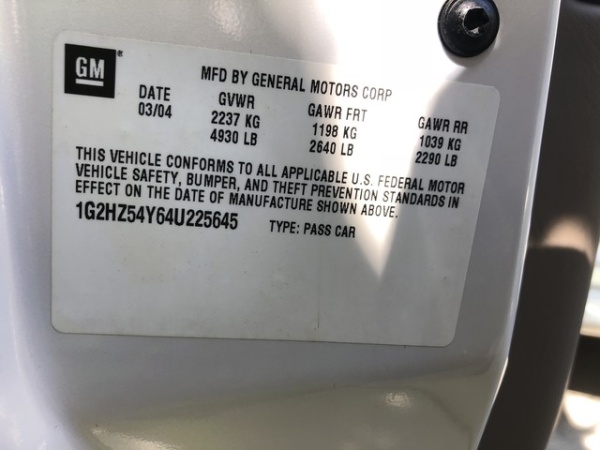 GM
MFD BY GENERAL MOTORS CORP
DATE GVWR GAWR FRT GAWR RR
03/04 2237 KG 1198 KG 1039 KG
4930 LB 2640 LB 2290 LB
THIS VEHICLE CONFORMS TO ALL APPLICABLE U.S. FEDERAL MOTOR
VEHICLE SAFETY, BUMPER, AND THEFT PREVENTION STANDARDS IN
EFFECT ON THE DATE OF MANUFACTURE SHOWN ABOVE.
1G2HZ54Y64U225645 TYPE: PASS CAR